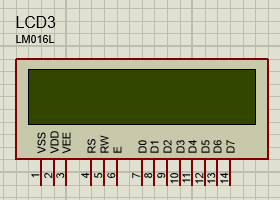 LCD3
LM016L
VSS VDD VEE RS RW E D0 D1 D2 D3 D4 D5 D6 D7
1 2 3 4 5 6 7 8 9 10 11 12 13 14